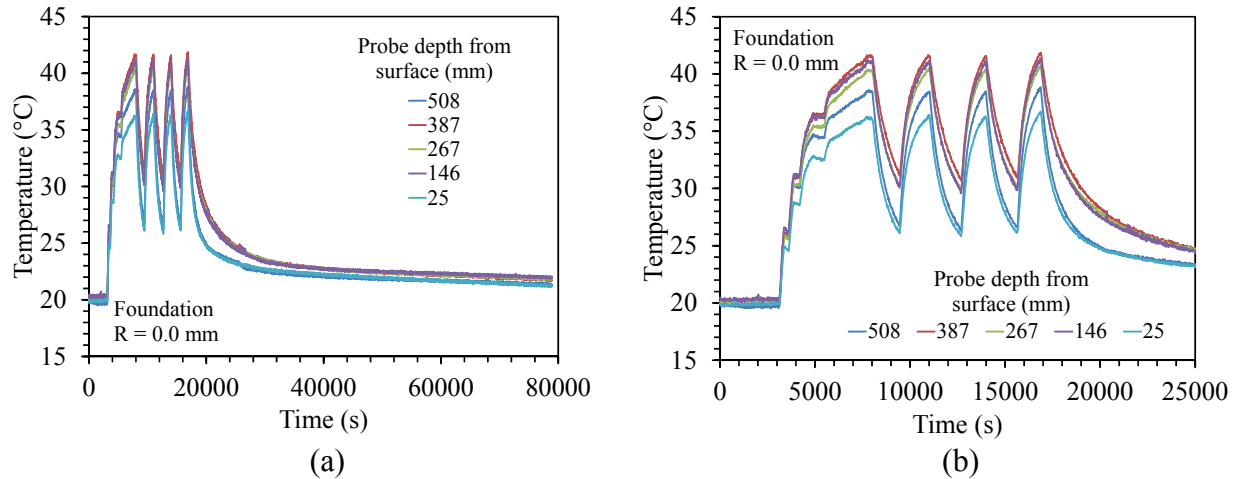 45
40
35
30
25
20
15
Temperature (°C)
Probe depth from
surface (mm)
508
387
267
146
25
Foundation
R = 0.0 mm
0 20000 40000 60000 80000
Time (s)
(a)
45
40
35
30
25
20
15
Temperature (°C)
Foundation
R = 0.0 mm
Probe depth from
surface (mm)
508 387 267 146 25
0 5000 10000 15000 20000 25000
Time (s)
(b)